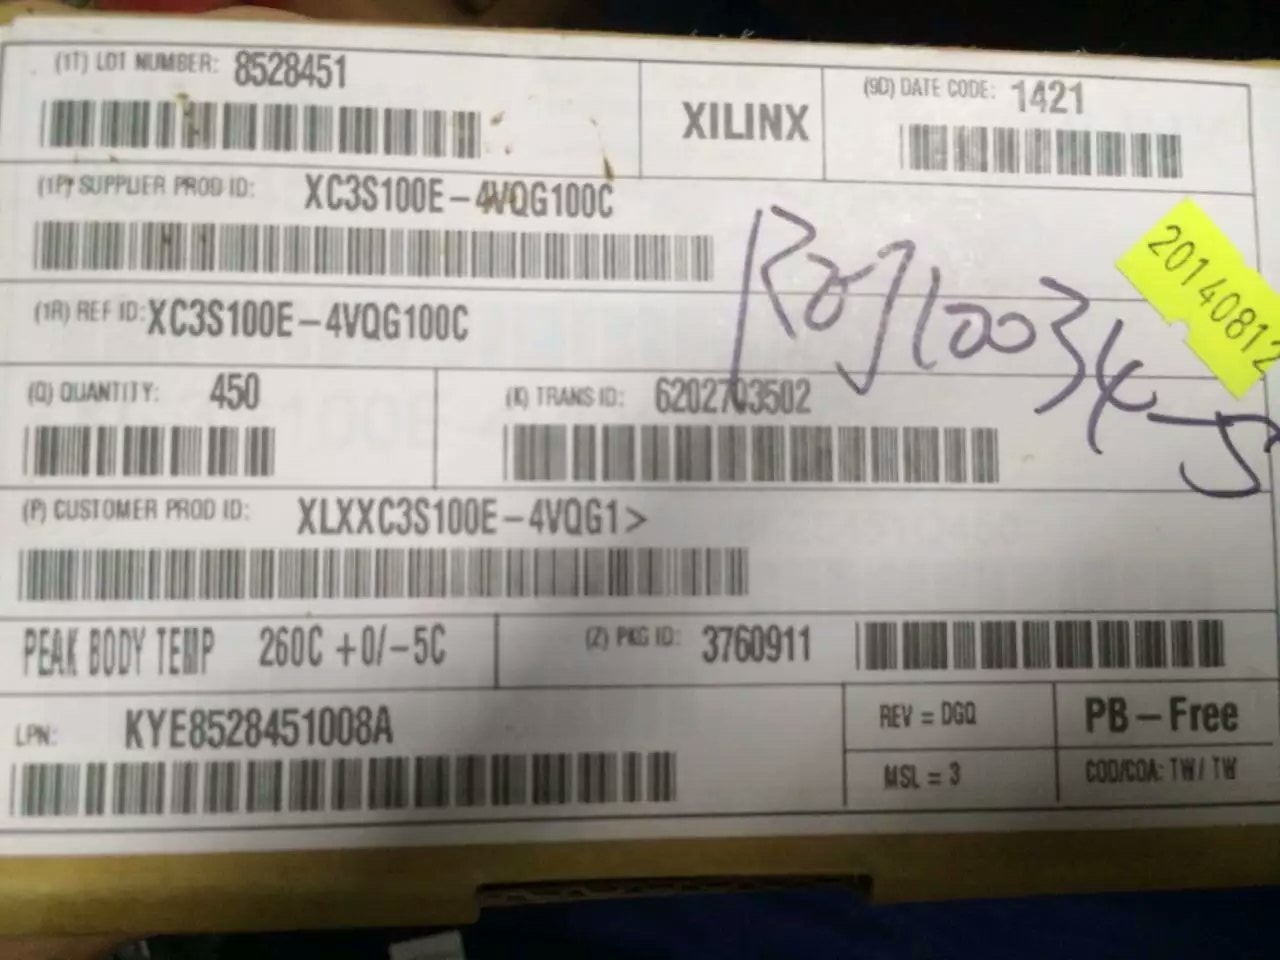 (1T) LOT NUMBER: 8528451
XILINX
(9D) DATE CODE: 1421
(1P) SUPPLIER PROD ID: XC3S100E-4VQG100C
20140812
(1R) REF ID: XC3S100E-4VQG100C
(Q) QUANTITY: 450
(K) TRANS ID: 6202703502
(P) CUSTOMER PROD ID: XLXXC3S100E-4VQG1>
PEAK BODY TEMP 260C +0/-5C
(Z) PKG ID: 3760911
LPN: KYE8528451008A
REV = DGQ
PB-Free
MSL = 3
COD/COA: TW / TW